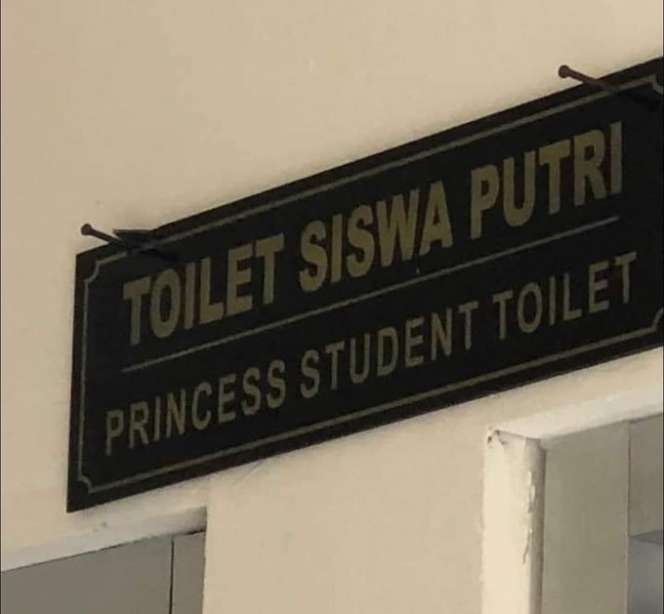 TOILET SISWA PUTRI
PRINCESS STUDENT TOILET